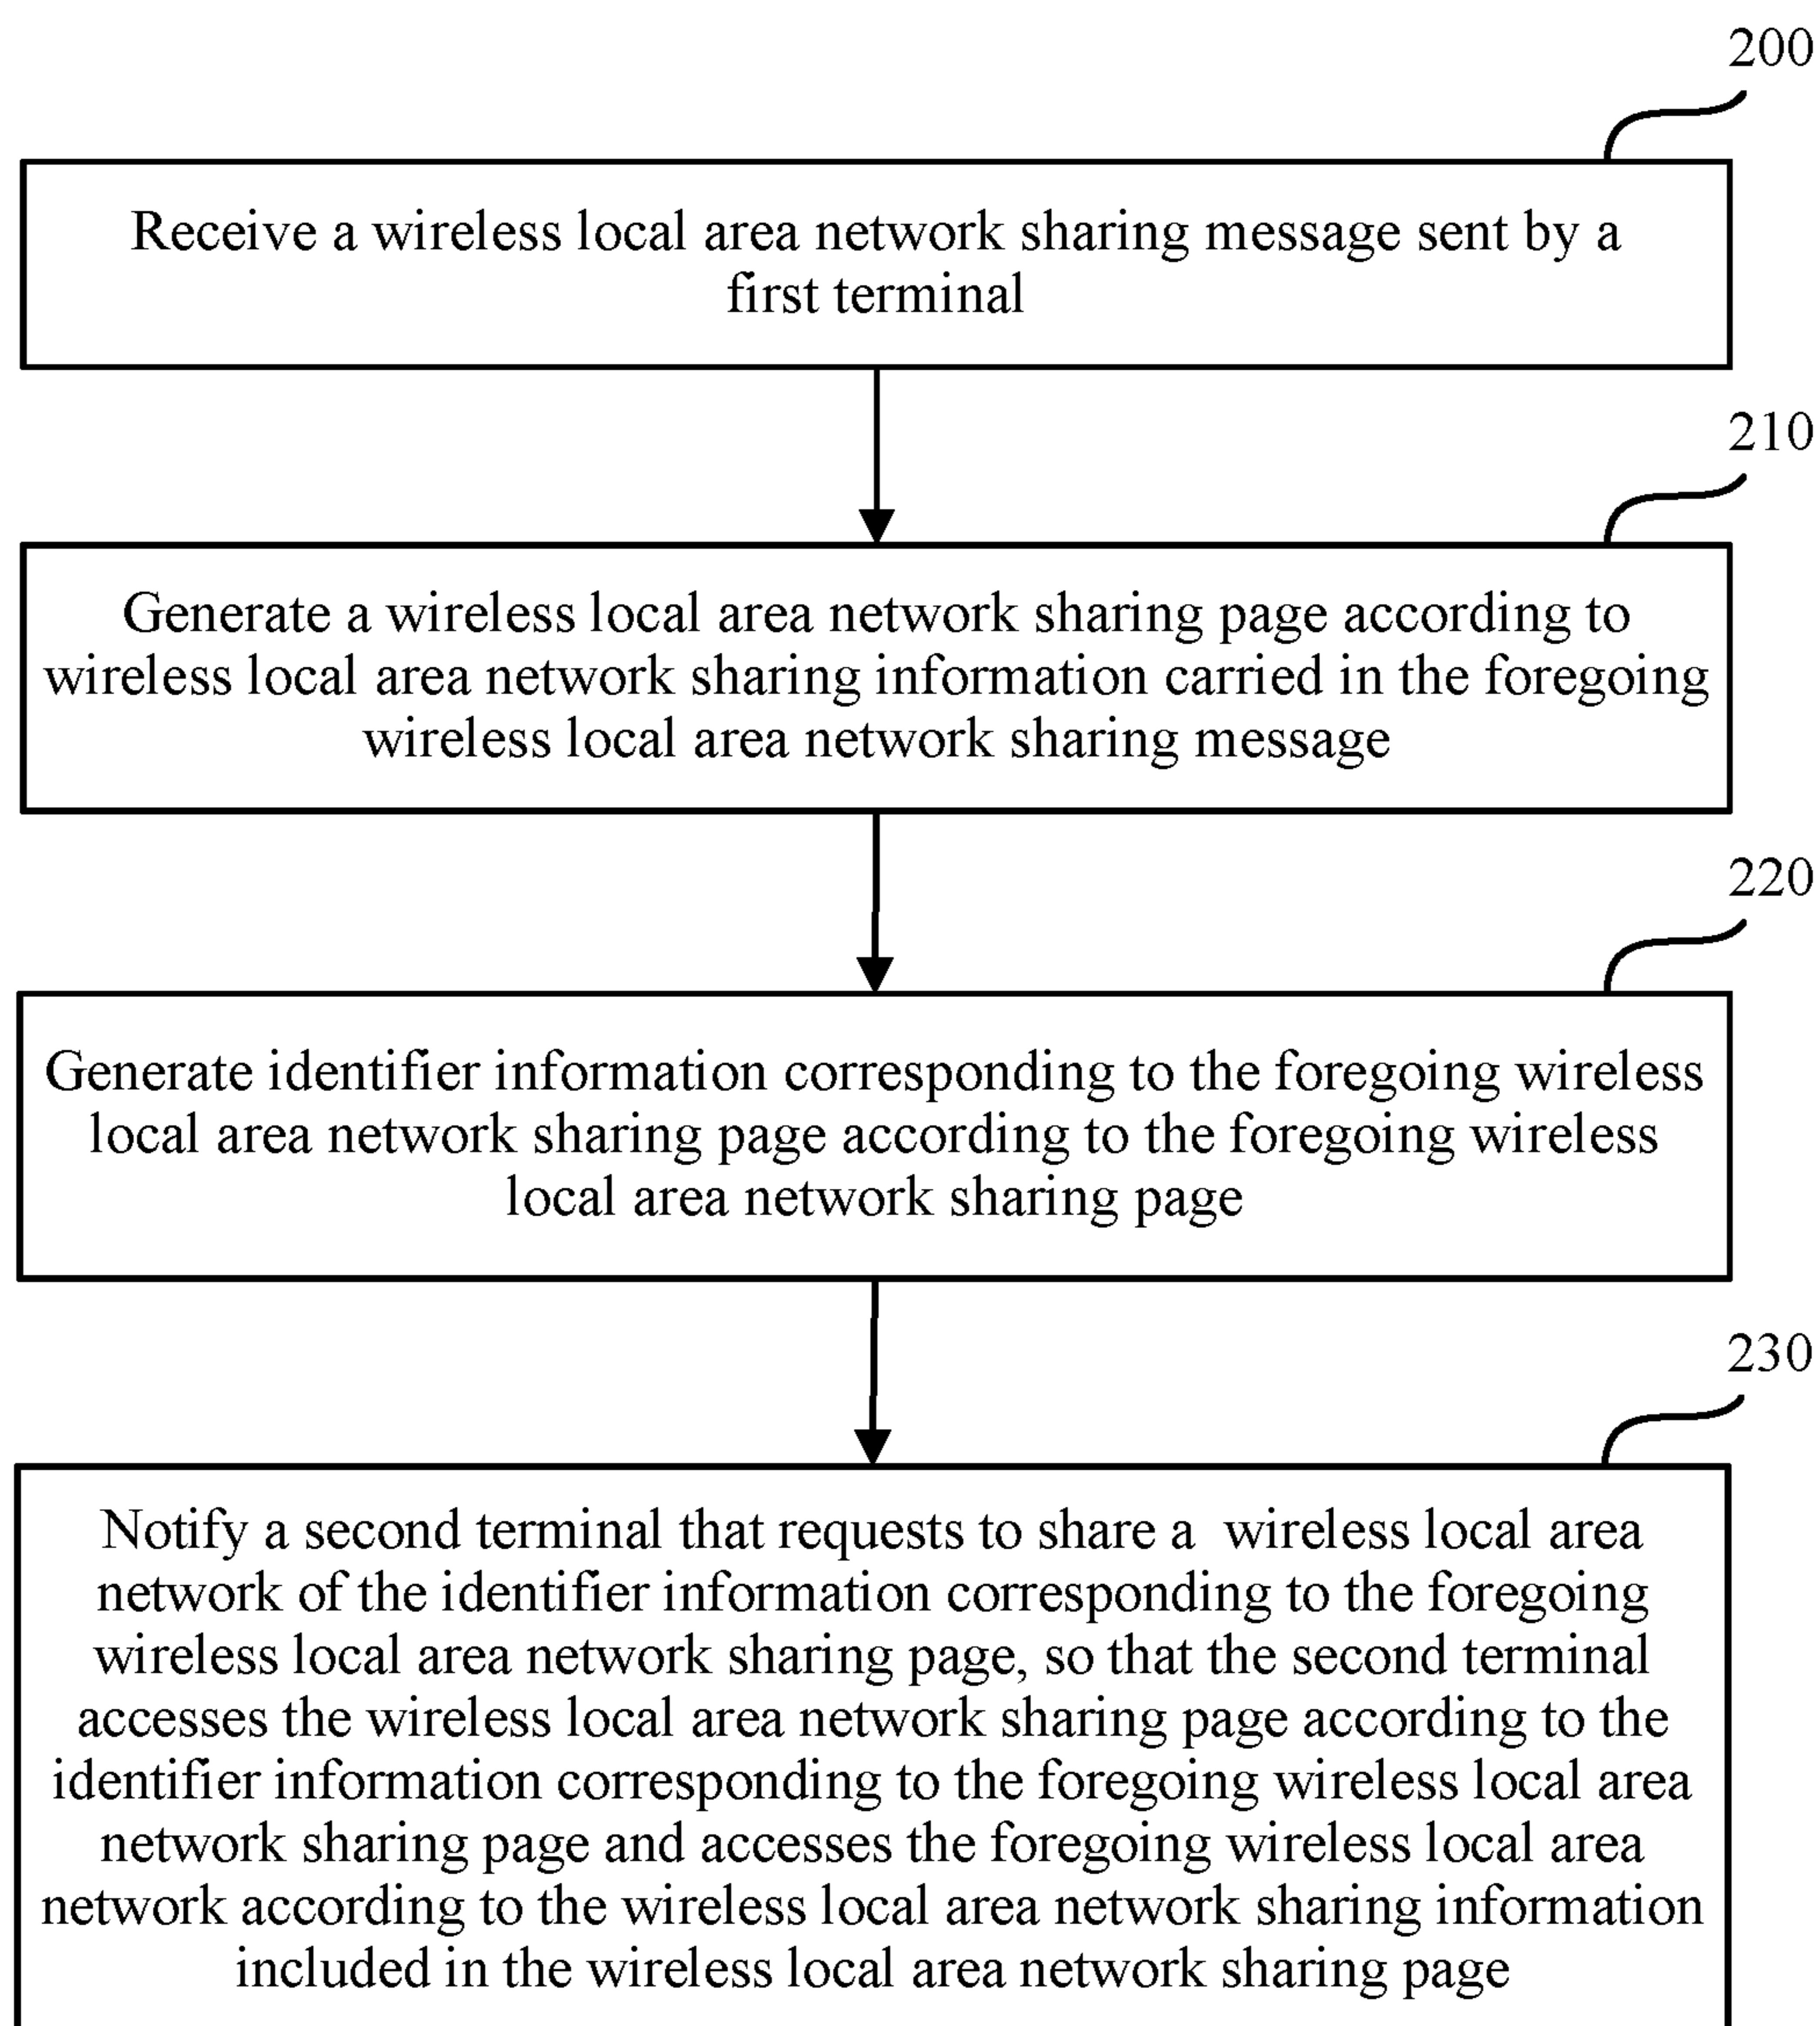 200
Receive a wireless local area network sharing message sent by a
first terminal
210
Generate a wireless local area network sharing page according to
wireless local area network sharing information carried in the foregoing
wireless local area network sharing message
220
Generate identifier information corresponding to the foregoing wireless
local area network sharing page according to the foregoing wireless
local area network sharing page
230
Notify a second terminal that requests to share a wireless local area
network of the identifier information corresponding to the foregoing
wireless local area network sharing page, so that the second terminal
accesses the wireless local area network sharing page according to the
identifier information corresponding to the foregoing wireless local area
network sharing page and accesses the foregoing wireless local area
network according to the wireless local area network sharing information
included in the wireless local area network sharing page